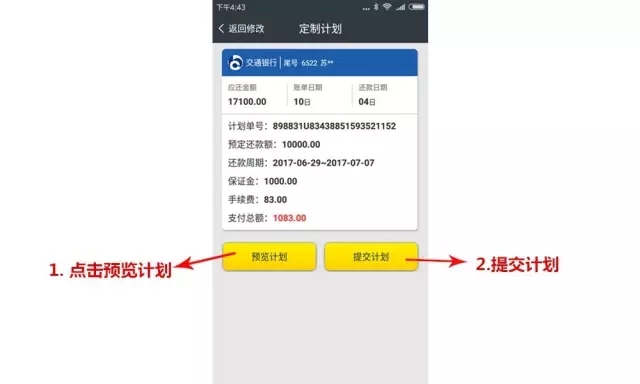 下午4:43
返回修改 定制计划
交通银行 尾号 6522 苏**
应还金额 账单日期 还款日期
17100.00 10日 04日
计划单号：898831U83438851593521152
预定还款额：10000.00
还款周期：2017-06-29~2017-07-07
保证金：1000.00
手续费：83.00
支付总额：1083.00
预览计划 提交计划
1. 点击预览计划
2.提交计划